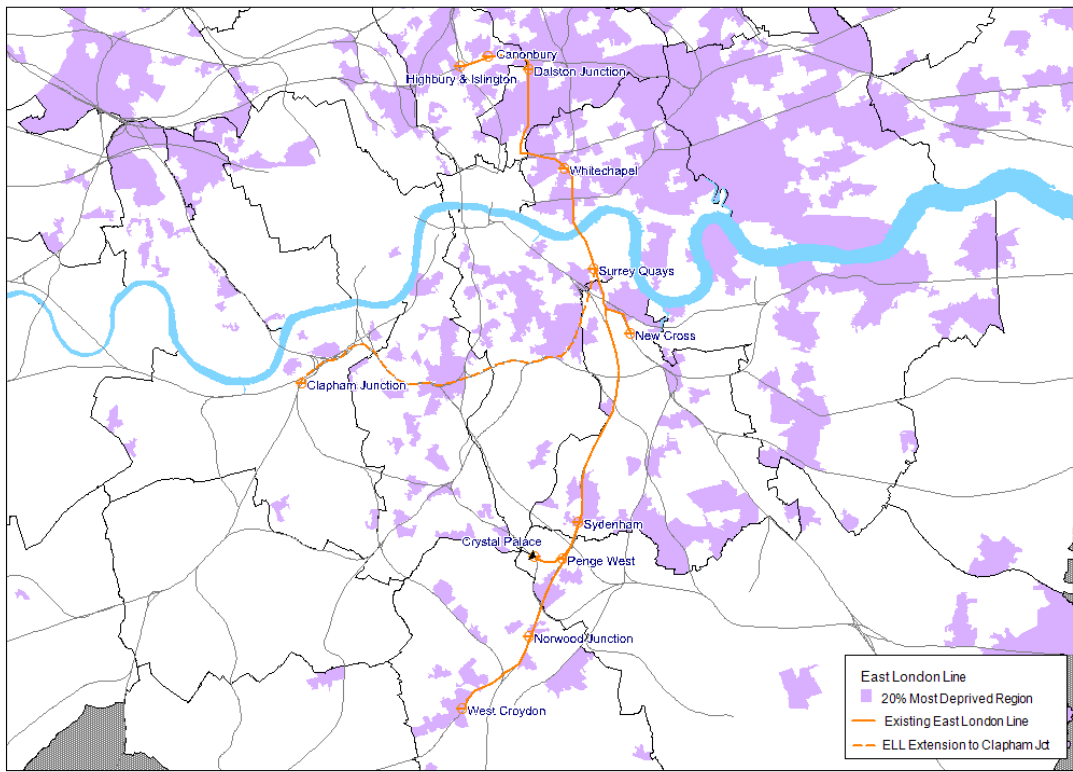 Canonbury
Highbury & Islington
Dalston Junction
Whitechapel
Surrey Quays
New Cross
Clapham Junction
Sydenham
Crystal Palace
Penge West
Norwood Junction
West Croydon
East London Line
20% Most Deprived Region
Existing East London Line
ELL Extension to Clapham Jct